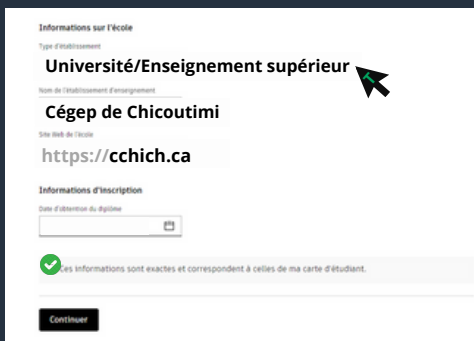 Informations sur l'école
Type d'établissement
Université/Enseignement supérieur
Nom de l'établissement d'enseignement
Cégep de Chicoutimi
Site Web de l'école
https://cchich.ca
Informations d'inscription
Date d'obtention du diplôme
Ces informations sont exactes et correspondent à celles de ma carte d'étudiant.
Continuer